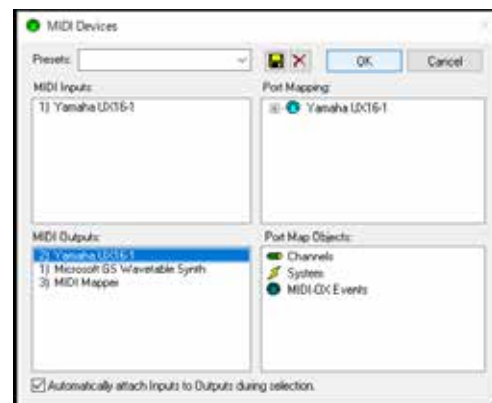 MIDI Devices
Presets:
OK
Cancel
MIDI Inputs:
1) Yamaha UX16-1
Port Mapping:
Yamaha UX16-1
MIDI Outputs:
2) Yamaha UX16-1
1) Microsoft GS Wavetable Synth
3) MIDI Mapper
Port Map Objects:
Channels
System
MIDI-OX Events
Automatically attach Inputs to Outputs during selection.